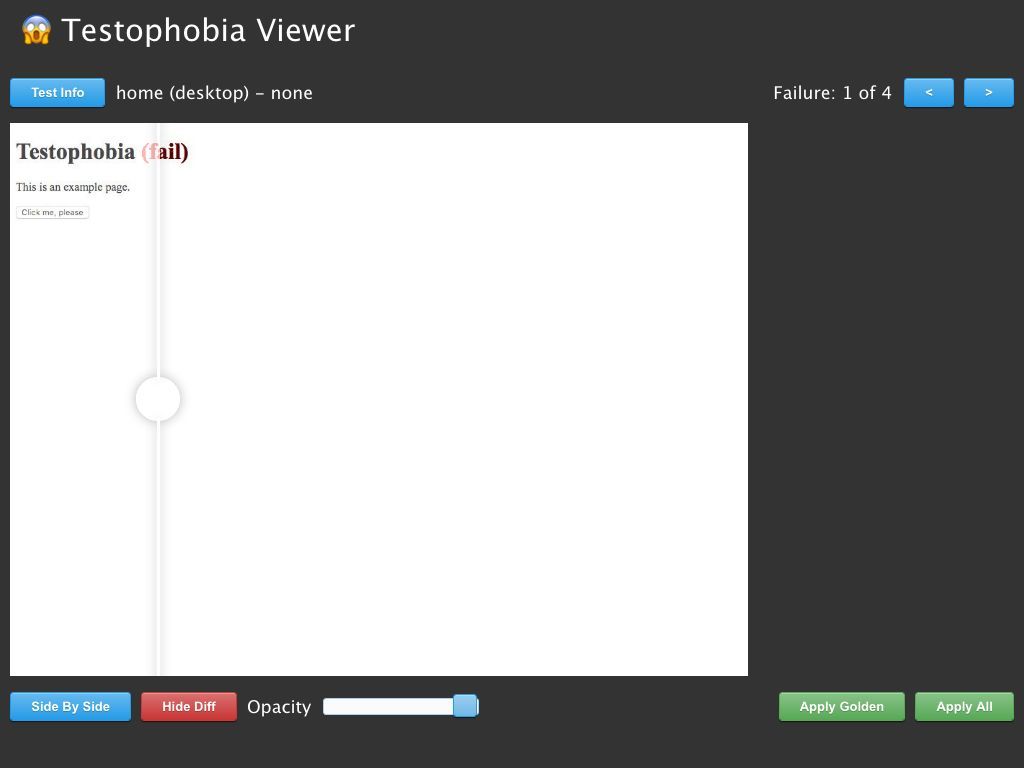 😱 Testophobia Viewer
Test Info home (desktop) – none Failure: 1 of 4 < >
Testophobia (fail)
This is an example page.
Click me, please
Side By Side Hide Diff Opacity Apply Golden Apply All